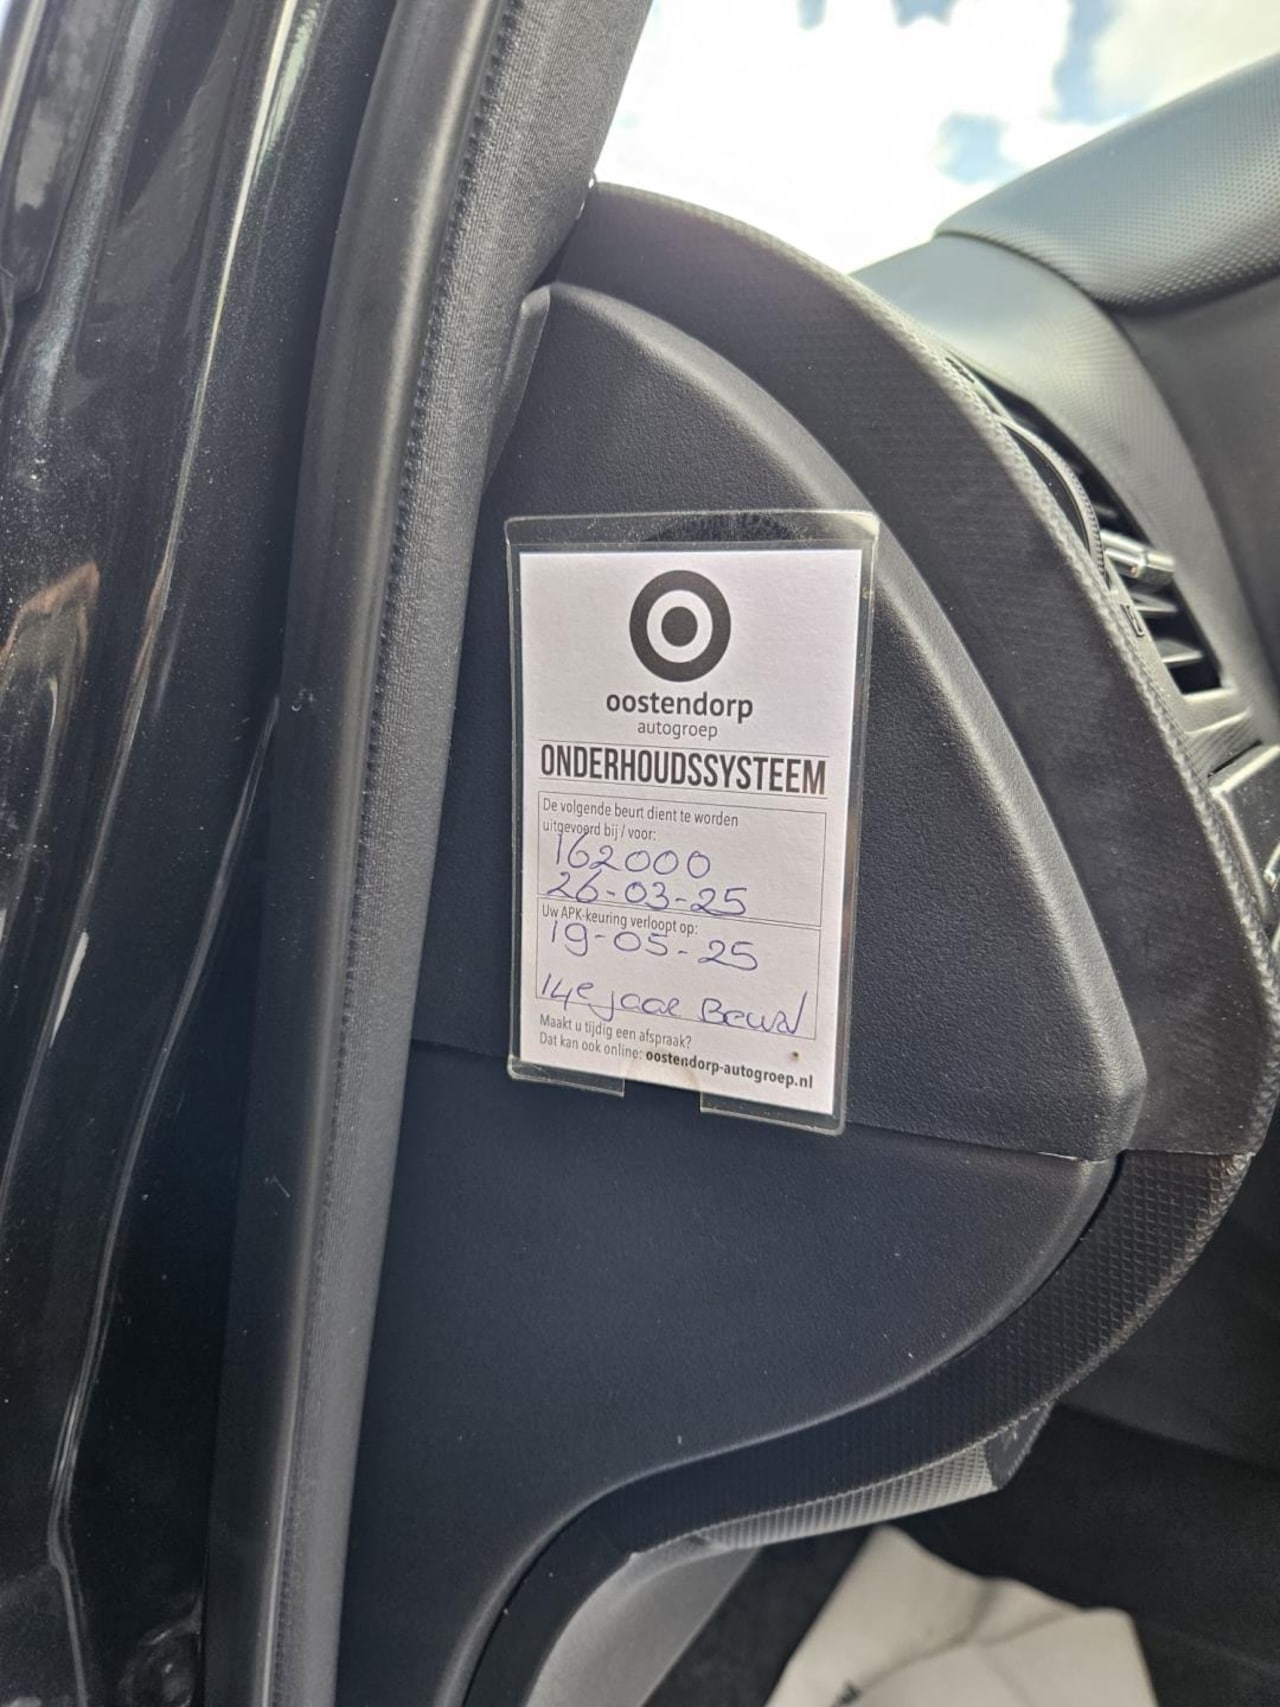 oostendorp
autogroep
ONDERHOUDSSYSTEEM
De volgende beurt dient te worden
uitgevoerd bij / voor:
162000
26-03-25
Uw APK-keuring verloopt op:
19-05-25
14e jaar Beurt
Maakt u tijdig een afspraak?
Dat kan ook online: oostendorp-autogroep.nl